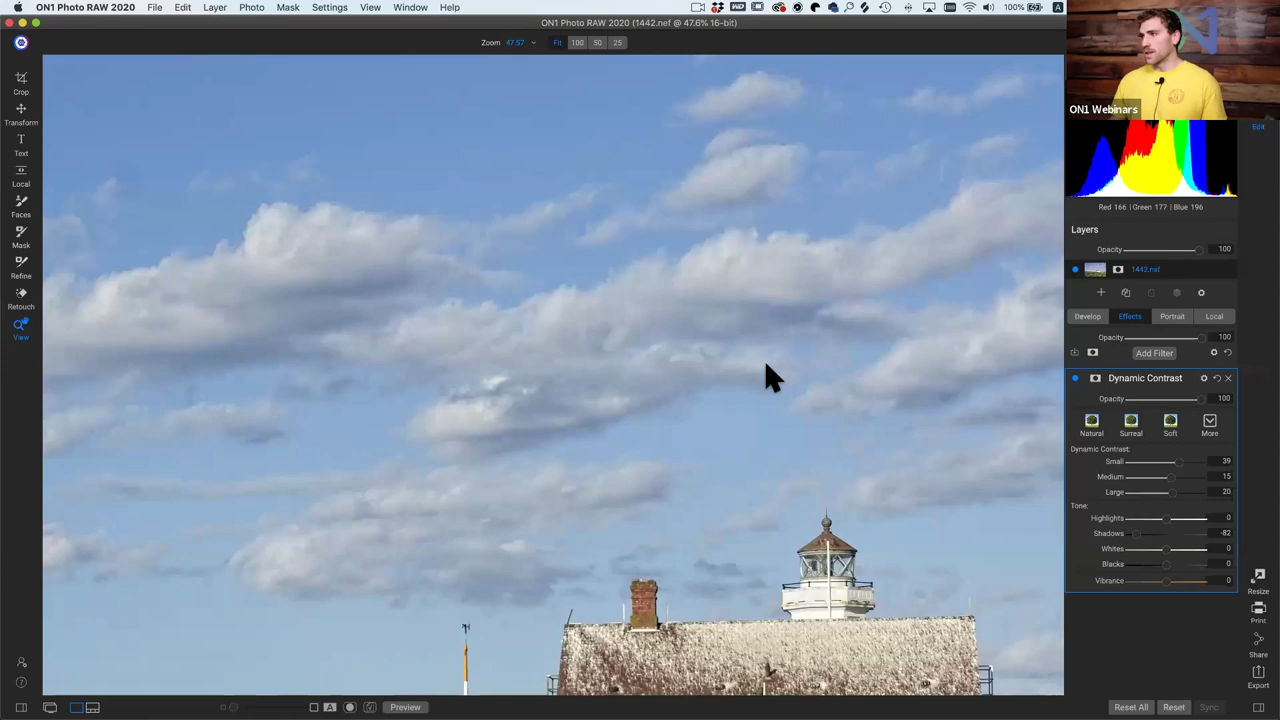 ON1 Photo RAW 2020 File Edit Layer Photo Mask Settings View Window Help 100%
ON1 Photo RAW 2020 (1442.nef @ 47.6% 16-bit)
Zoom 47.57 Fit 100 50 25
Crop
Transform
Text
Local
Faces
Mask
Refine
Retouch
View
ON1 Webinars
Edit
Red 166 | Green 177 | Blue 196
Layers
Opacity 100
1442.nef
Develop Effects Portrait Local
Opacity 100
Add Filter
Dynamic Contrast
Opacity 100
Natural Surreal Soft More
Dynamic Contrast:
Small 39
Medium 15
Large 20
Tone:
Highlights 0
Shadows -82
Whites 0
Blacks 0
Vibrance 0
Resize
Print
Share
Export
A Preview
Reset All Reset Sync